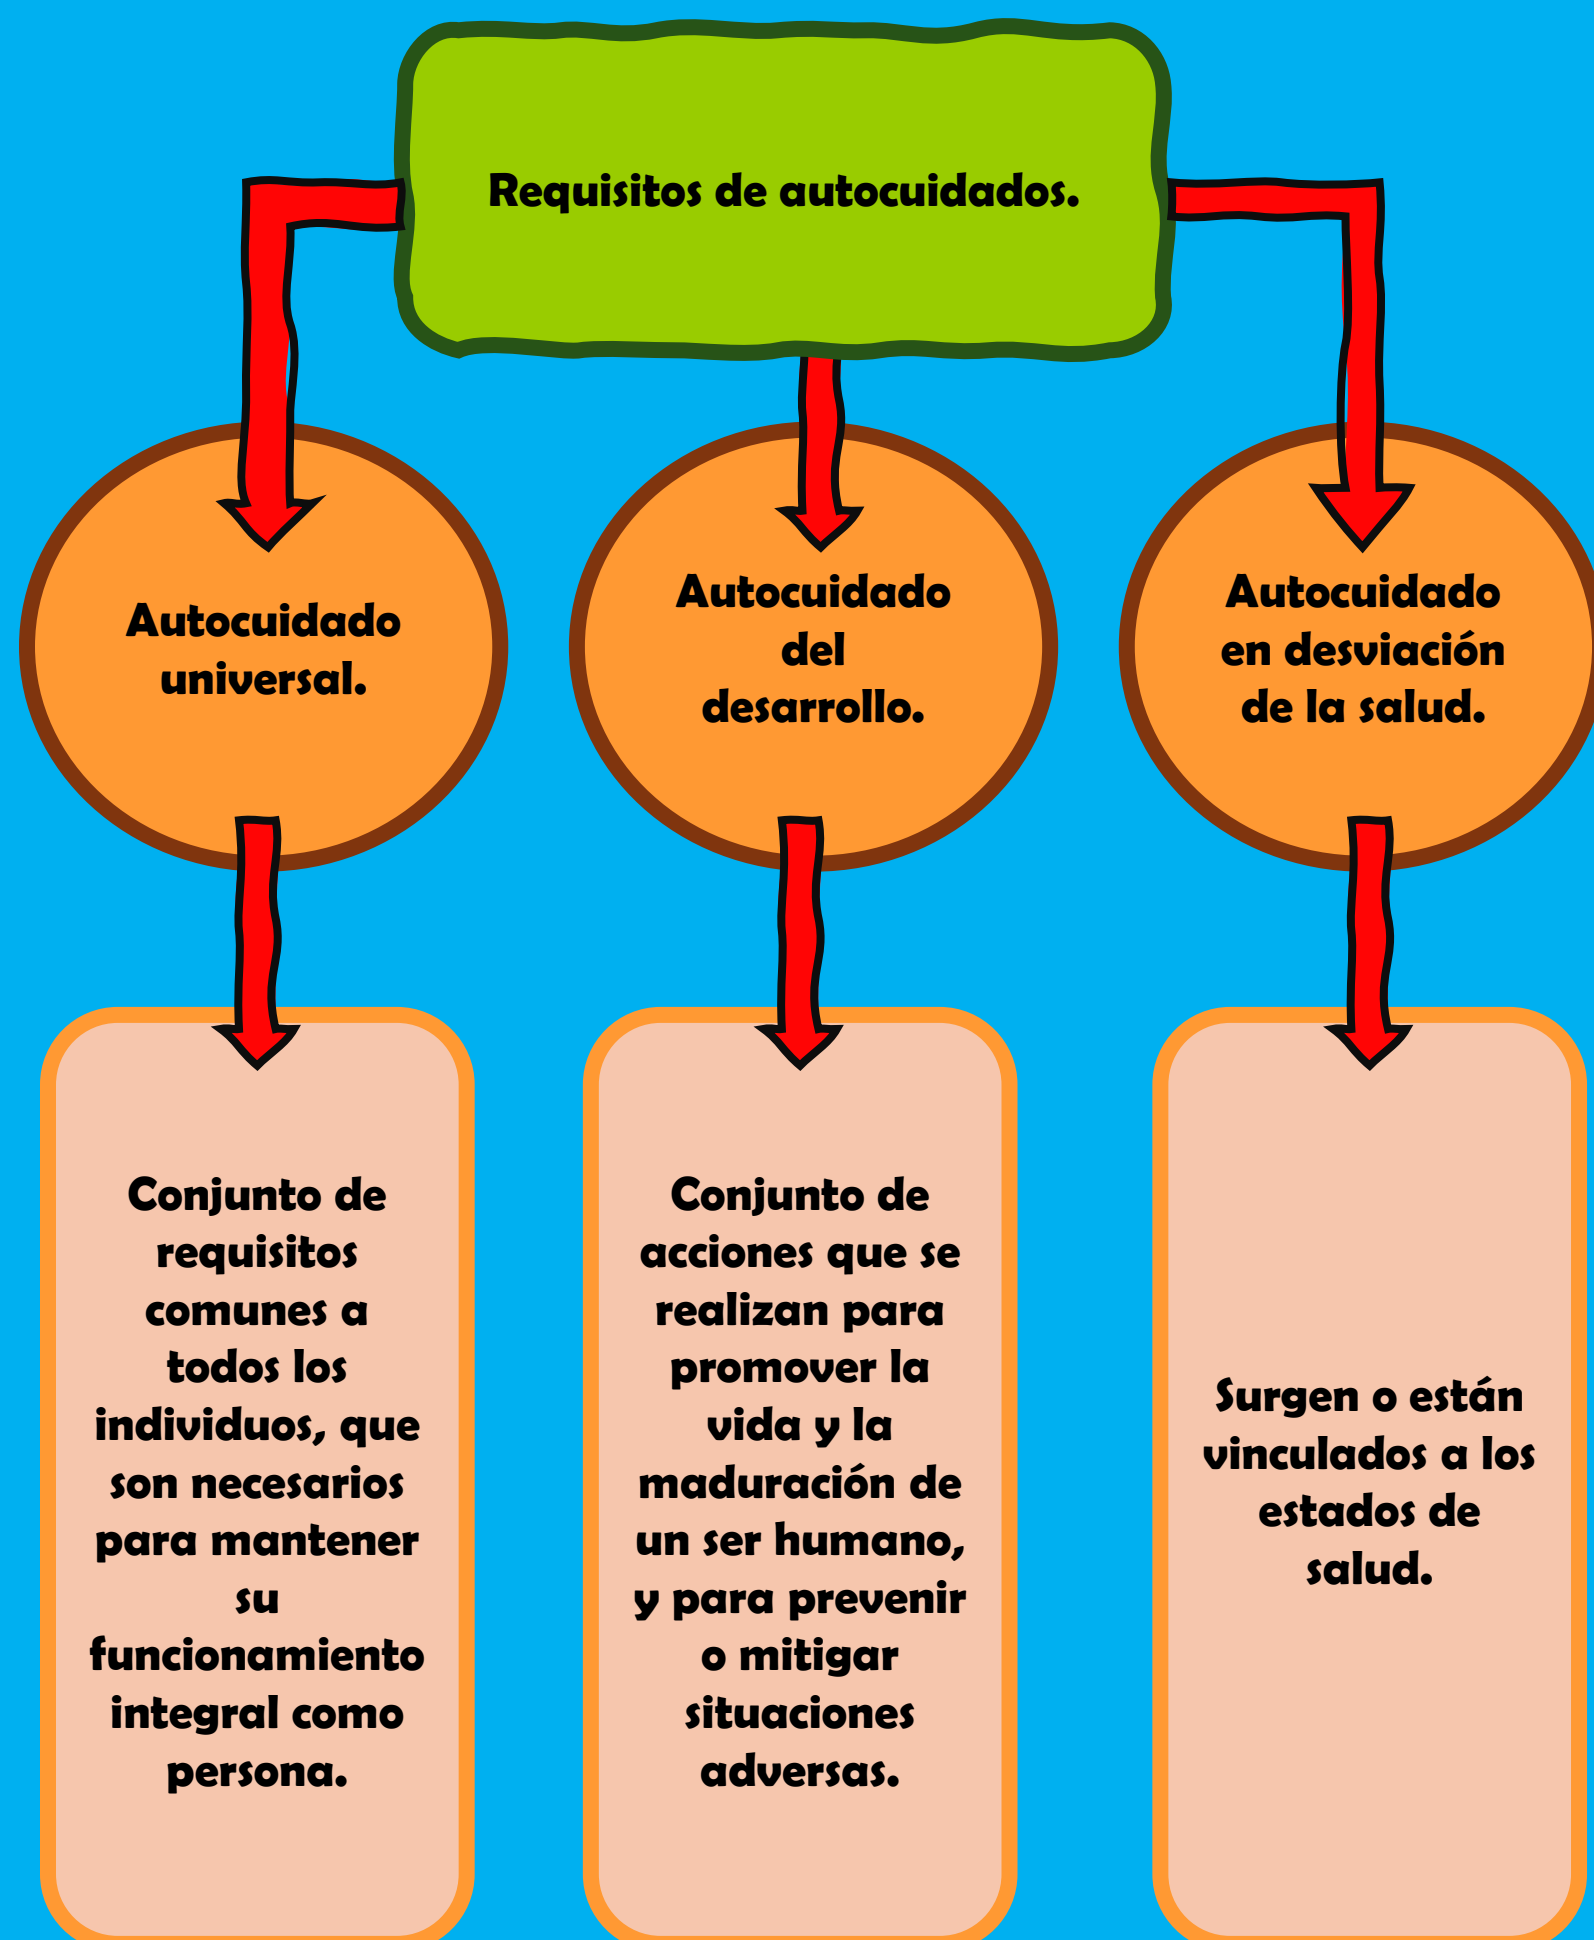 Requisitos de autocuidados.
Autocuidado
universal.
Autocuidado
del
desarrollo.
Autocuidado
en desviación
de la salud.
Conjunto de
requisitos
comunes a
todos los
individuos, que
son necesarios
para mantener
su
funcionamiento
integral como
persona.
Conjunto de
acciones que se
realizan para
promover la
vida y la
maduración de
un ser humano,
y para prevenir
o mitigar
situaciones
adversas.
Surgen o están
vinculados a los
estados de
salud.